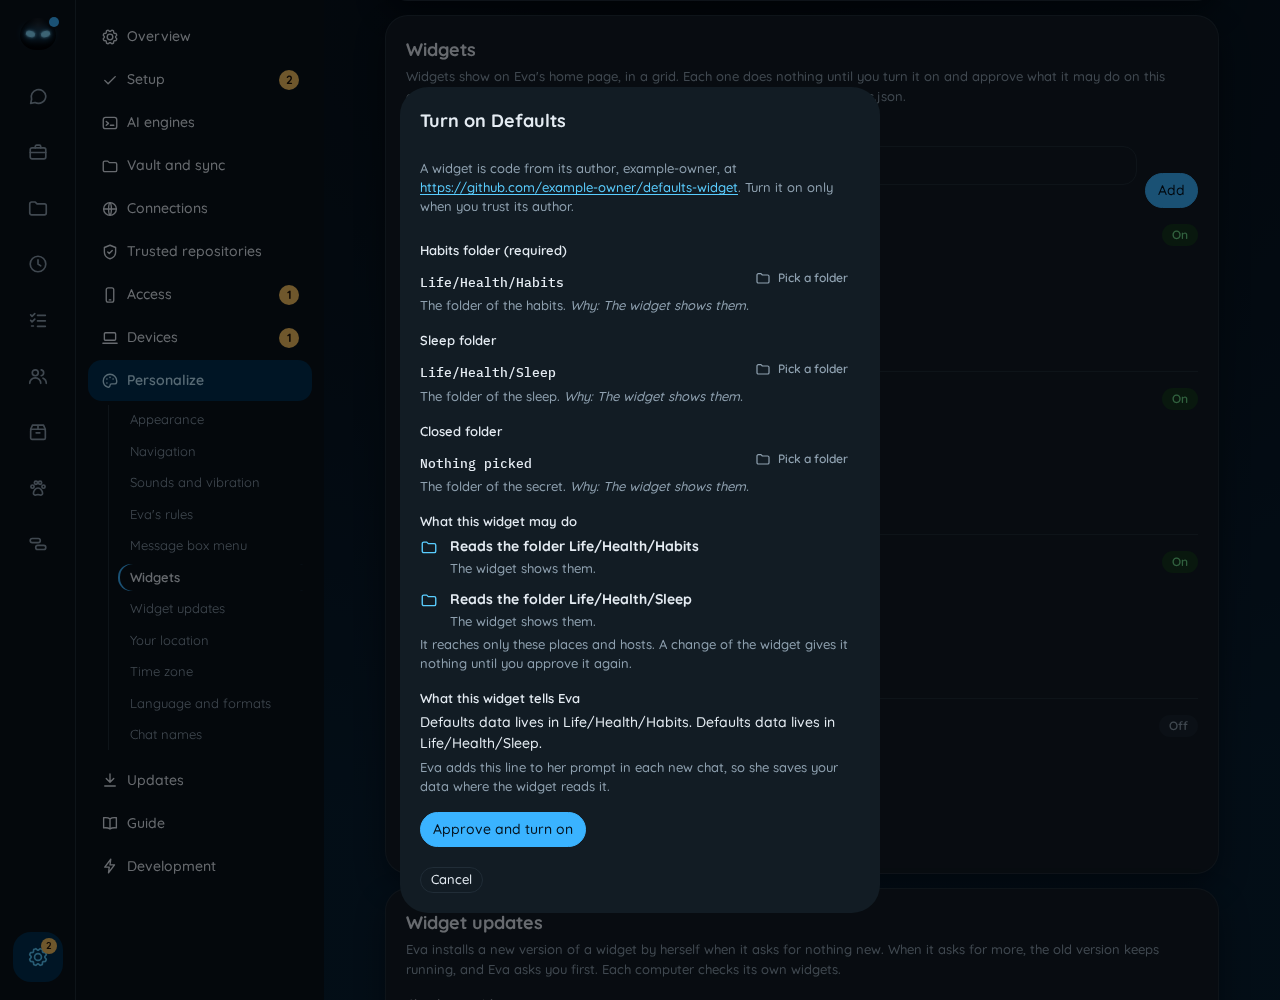 Overview
Setup
2
AI engines
Vault and sync
Connections
Trusted repositories
Access
1
Devices
1
Personalize
Appearance
Navigation
Sounds and vibration
Eva's rules
Message box menu
Widgets
Widget updates
Your location
Time zone
Language and formats
Chat names
Updates
Guide
Development
2
Widgets
Widgets show on Eva's home page, in a grid. Each one does nothing until you turn it on and approve what it may do on this
json.
Add
On
On
On
Off
Turn on Defaults
A widget is code from its author, example-owner, at
https://github.com/example-owner/defaults-widget. Turn it on only
when you trust its author.
Habits folder (required)
Life/Health/Habits
Pick a folder
The folder of the habits. Why: The widget shows them.
Sleep folder
Life/Health/Sleep
Pick a folder
The folder of the sleep. Why: The widget shows them.
Closed folder
Nothing picked
Pick a folder
The folder of the secret. Why: The widget shows them.
What this widget may do
Reads the folder Life/Health/Habits
The widget shows them.
Reads the folder Life/Health/Sleep
The widget shows them.
It reaches only these places and hosts. A change of the widget gives it
nothing until you approve it again.
What this widget tells Eva
Defaults data lives in Life/Health/Habits. Defaults data lives in
Life/Health/Sleep.
Eva adds this line to her prompt in each new chat, so she saves your
data where the widget reads it.
Approve and turn on
Cancel
Widget updates
Eva installs a new version of a widget by herself when it asks for nothing new. When it asks for more, the old version keeps
running, and Eva asks you first. Each computer checks its own widgets.